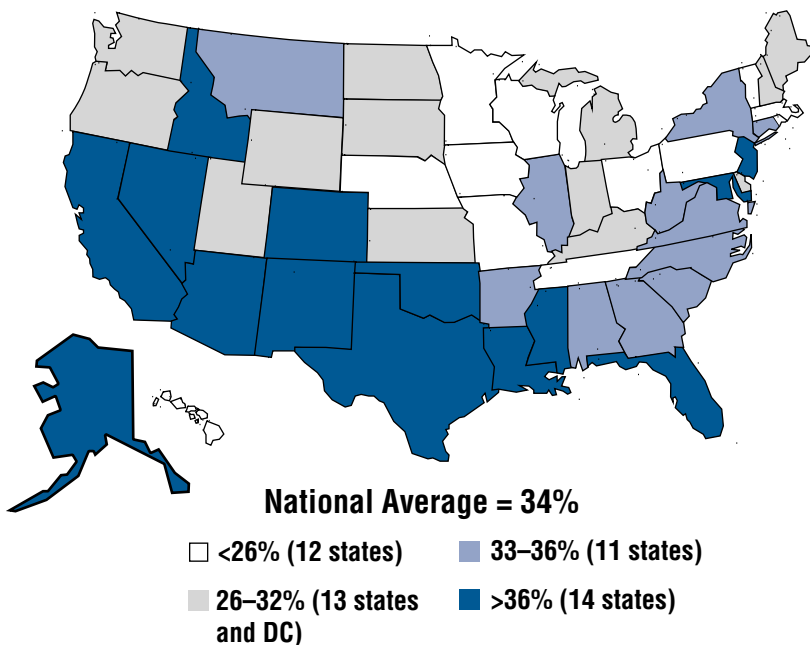 National Average = 34%
<26% (12 states)
33–36% (11 states)
26–32% (13 states
and DC)
>36% (14 states)